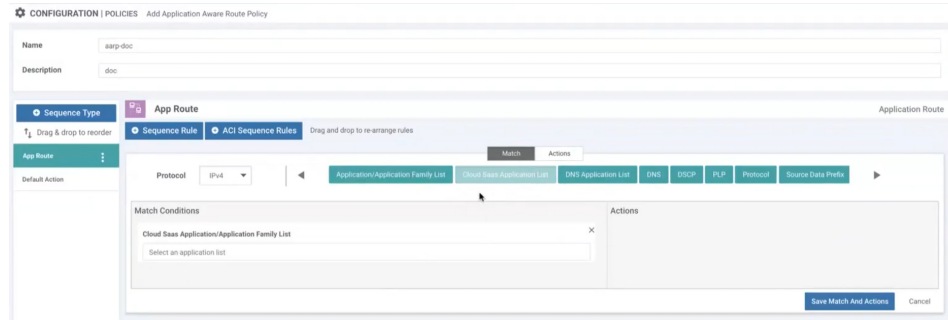 CONFIGURATION | POLICIES Add Application Aware Route Policy
Name aarp-doc
Description doc
Sequence Type
Drag & drop to reorder
App Route
Default Action
App Route Application Route
Sequence Rule ACI Sequence Rules Drag and drop to re-arrange rules
Match Actions
Protocol IPv4 Application/Application Family List Cloud Saas Application List DNS Application List DNS DSCP PLP Protocol Source Data Prefix
Match Conditions Actions
Cloud Saas Application/Application Family List
Select an application list
Save Match And Actions Cancel